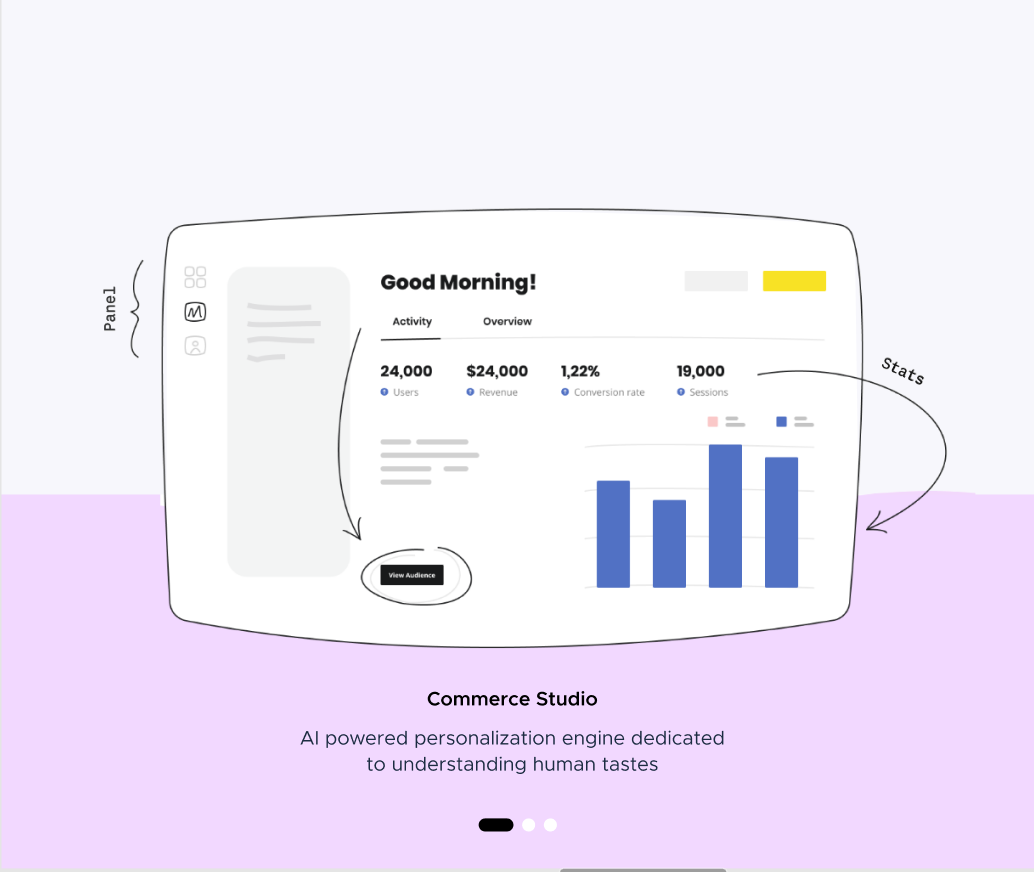 Panel
Good Morning!
Activity Overview
24,000 $24,000 1,22% 19,000
Users Revenue Conversion rate Sessions
Stats
View Audience
Commerce Studio
AI powered personalization engine dedicated
to understanding human tastes